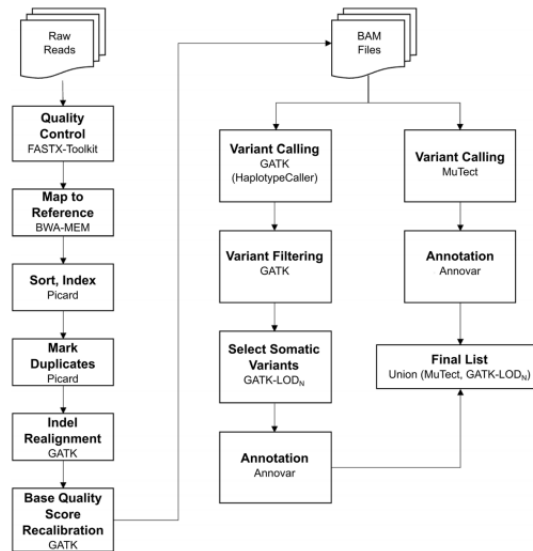 Raw
Reads
Quality
Control
FASTX-Toolkit
Map to
Reference
BWA-MEM
Sort, Index
Picard
Mark
Duplicates
Picard
Indel
Realignment
GATK
Base Quality
Score
Recalibration
GATK
BAM
Files
Variant Calling
GATK
(HaplotypeCaller)
Variant Filtering
GATK
Select Somatic
Variants
GATK-LODN
Annotation
Annovar
Variant Calling
MuTect
Annotation
Annovar
Final List
Union (MuTect, GATK-LODN)